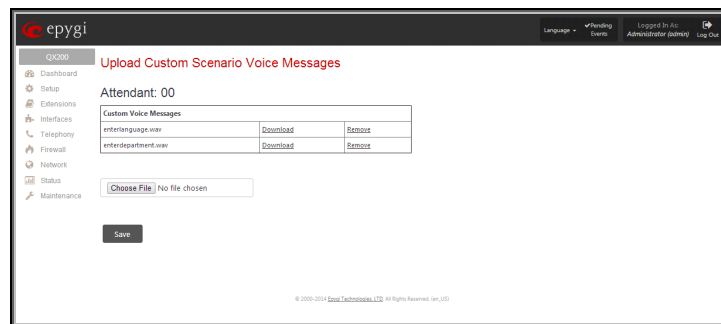 epygi
Language
Pending Events
Logged In As:
Administrator (admin)
Log Out
QX200
Dashboard
Setup
Extensions
Interfaces
Telephony
Firewall
Network
Status
Maintenance
Upload Custom Scenario Voice Messages
Attendant: 00
Custom Voice Messages
enterlanguage.wav Download Remove
enterdepartment.wav Download Remove
Choose File No file chosen
Save
© 2000-2014 Epygi Technologies, LTD. All Rights Reserved. (en_US)